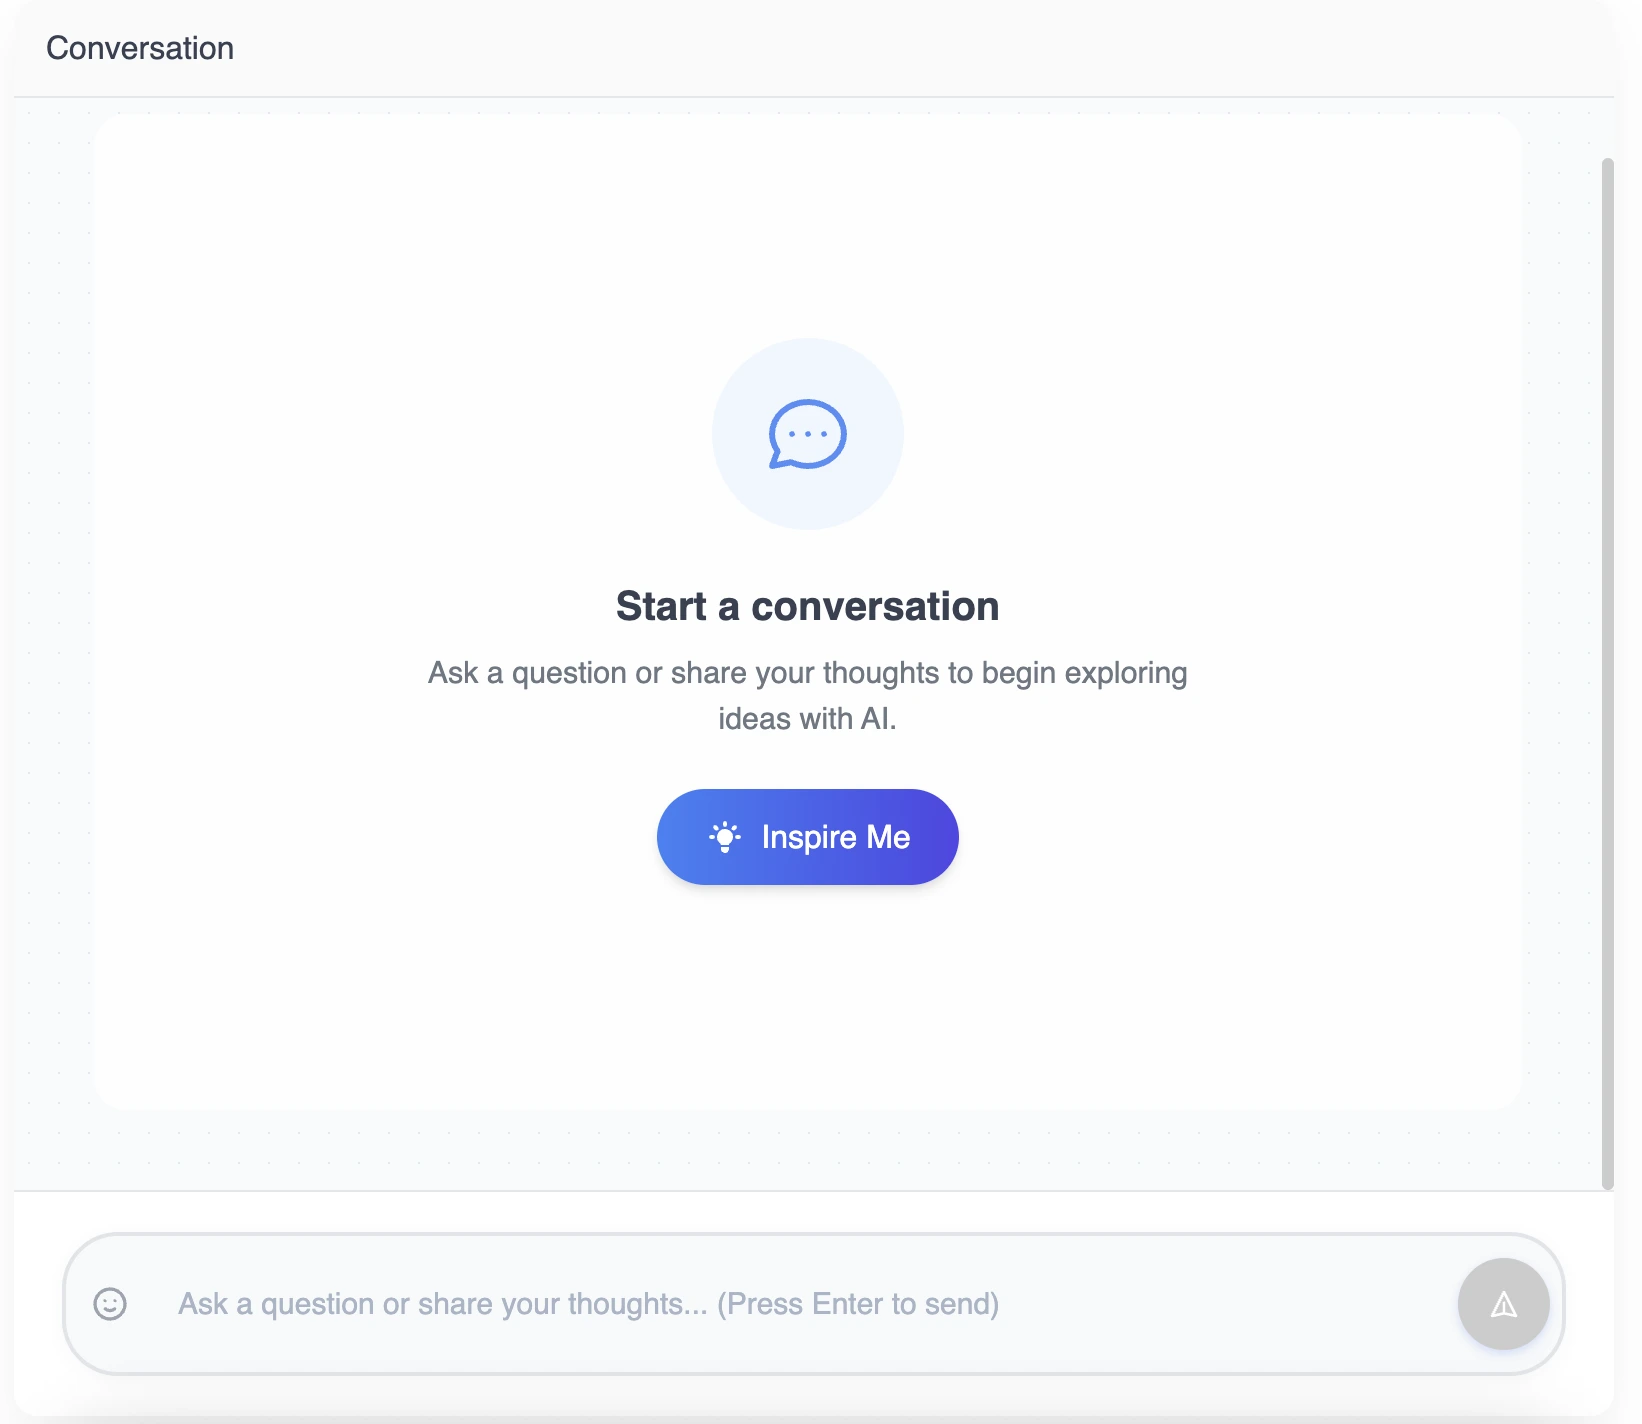 Conversation
Start a conversation
Ask a question or share your thoughts to begin exploring
ideas with AI.
Inspire Me
Ask a question or share your thoughts... (Press Enter to send)